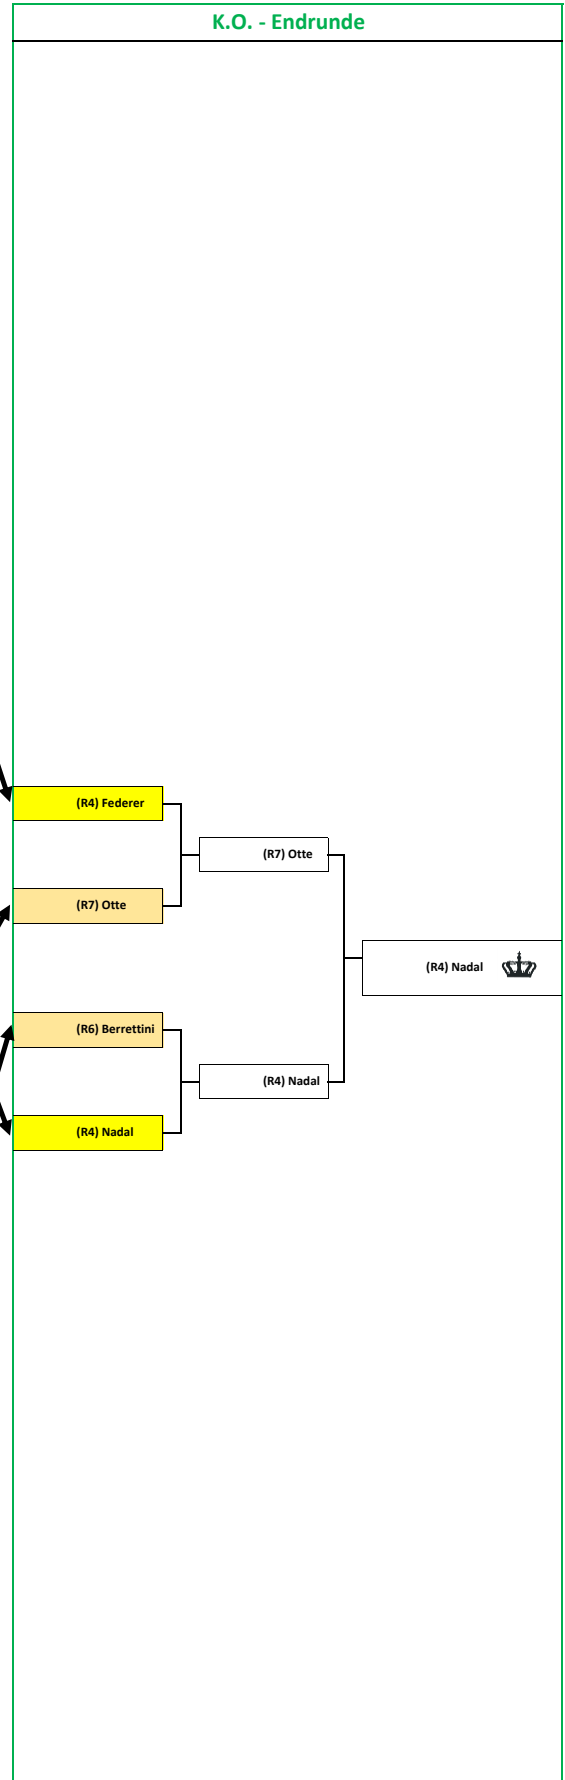 K.O. - Endrunde
(R4) Federer
(R7) Otte
(R7) Otte
(R4) Nadal
(R6) Berrettini
(R4) Nadal
(R4) Nadal